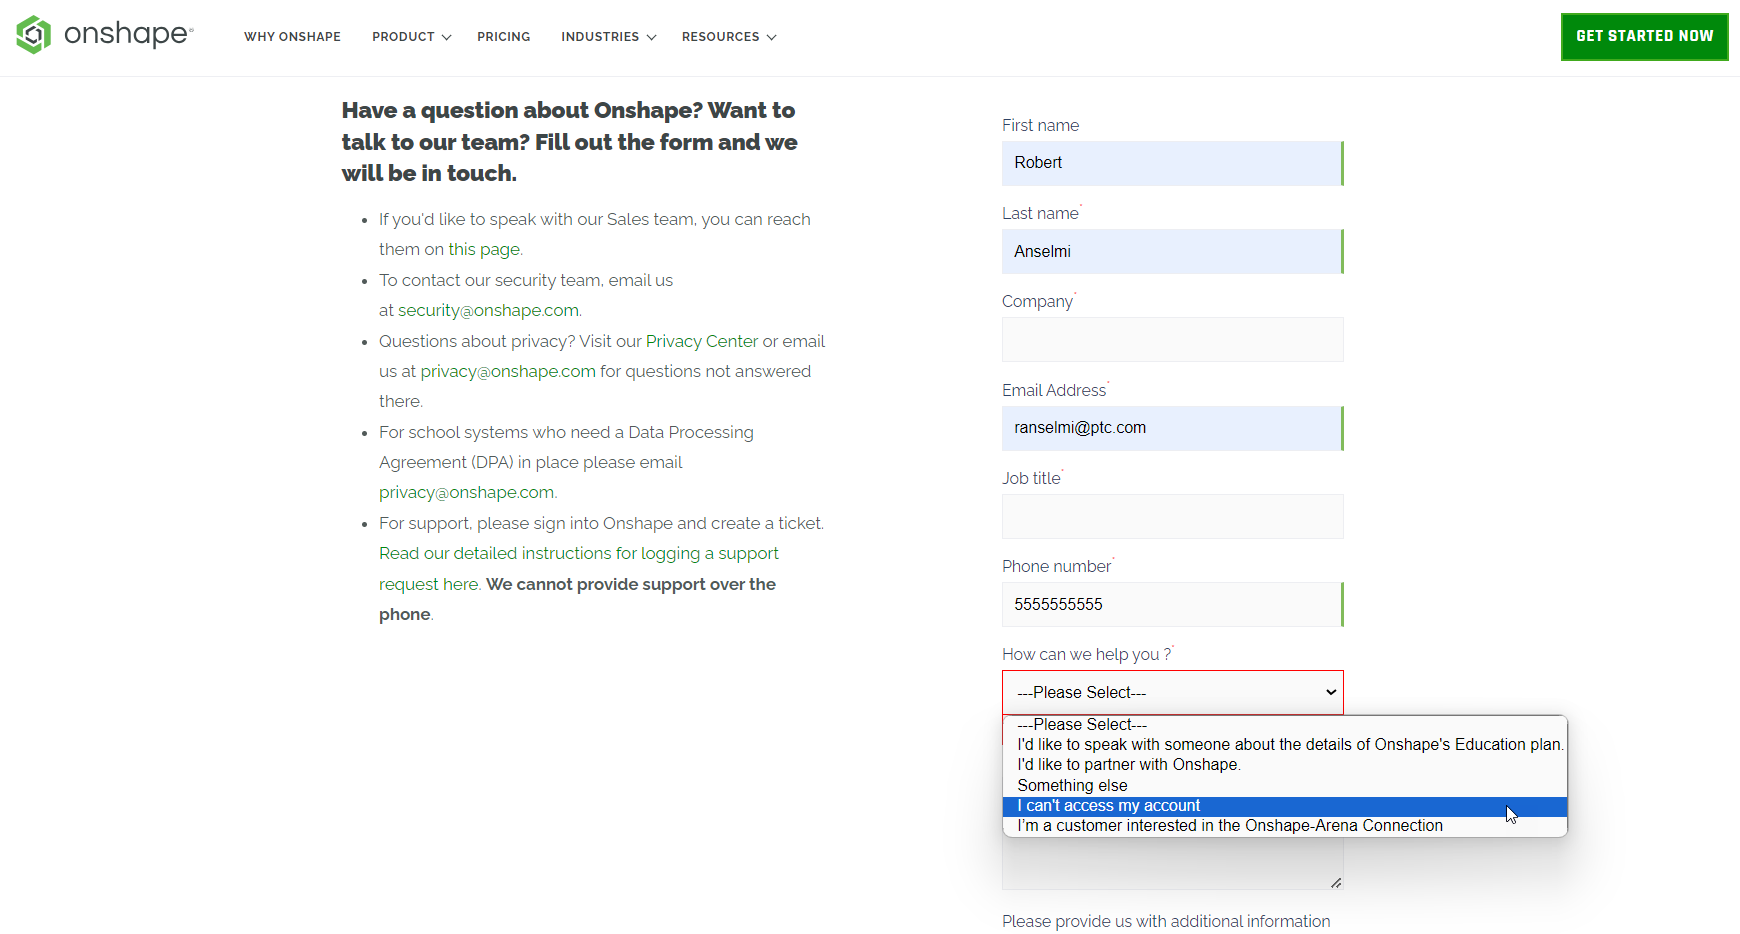 onshape®
WHY ONSHAPE
PRODUCT
PRICING
INDUSTRIES
RESOURCES
GET STARTED NOW
Have a question about Onshape? Want to
talk to our team? Fill out the form and we
will be in touch.
• If you'd like to speak with our Sales team, you can reach
them on this page.
• To contact our security team, email us
at security@onshape.com.
• Questions about privacy? Visit our Privacy Center or email
us at privacy@onshape.com for questions not answered
there.
• For school systems who need a Data Processing
Agreement (DPA) in place please email
privacy@onshape.com.
• For support, please sign into Onshape and create a ticket.
Read our detailed instructions for logging a support
request here. We cannot provide support over the
phone.
First name
Robert
Last name*
Anselmi
Company*
Email Address*
ranselmi@ptc.com
Job title*
Phone number*
5555555555
How can we help you ?*
---Please Select---
---Please Select---
I'd like to speak with someone about the details of Onshape's Education plan.
I'd like to partner with Onshape.
Something else
I can't access my account
I'm a customer interested in the Onshape-Arena Connection
Please provide us with additional information